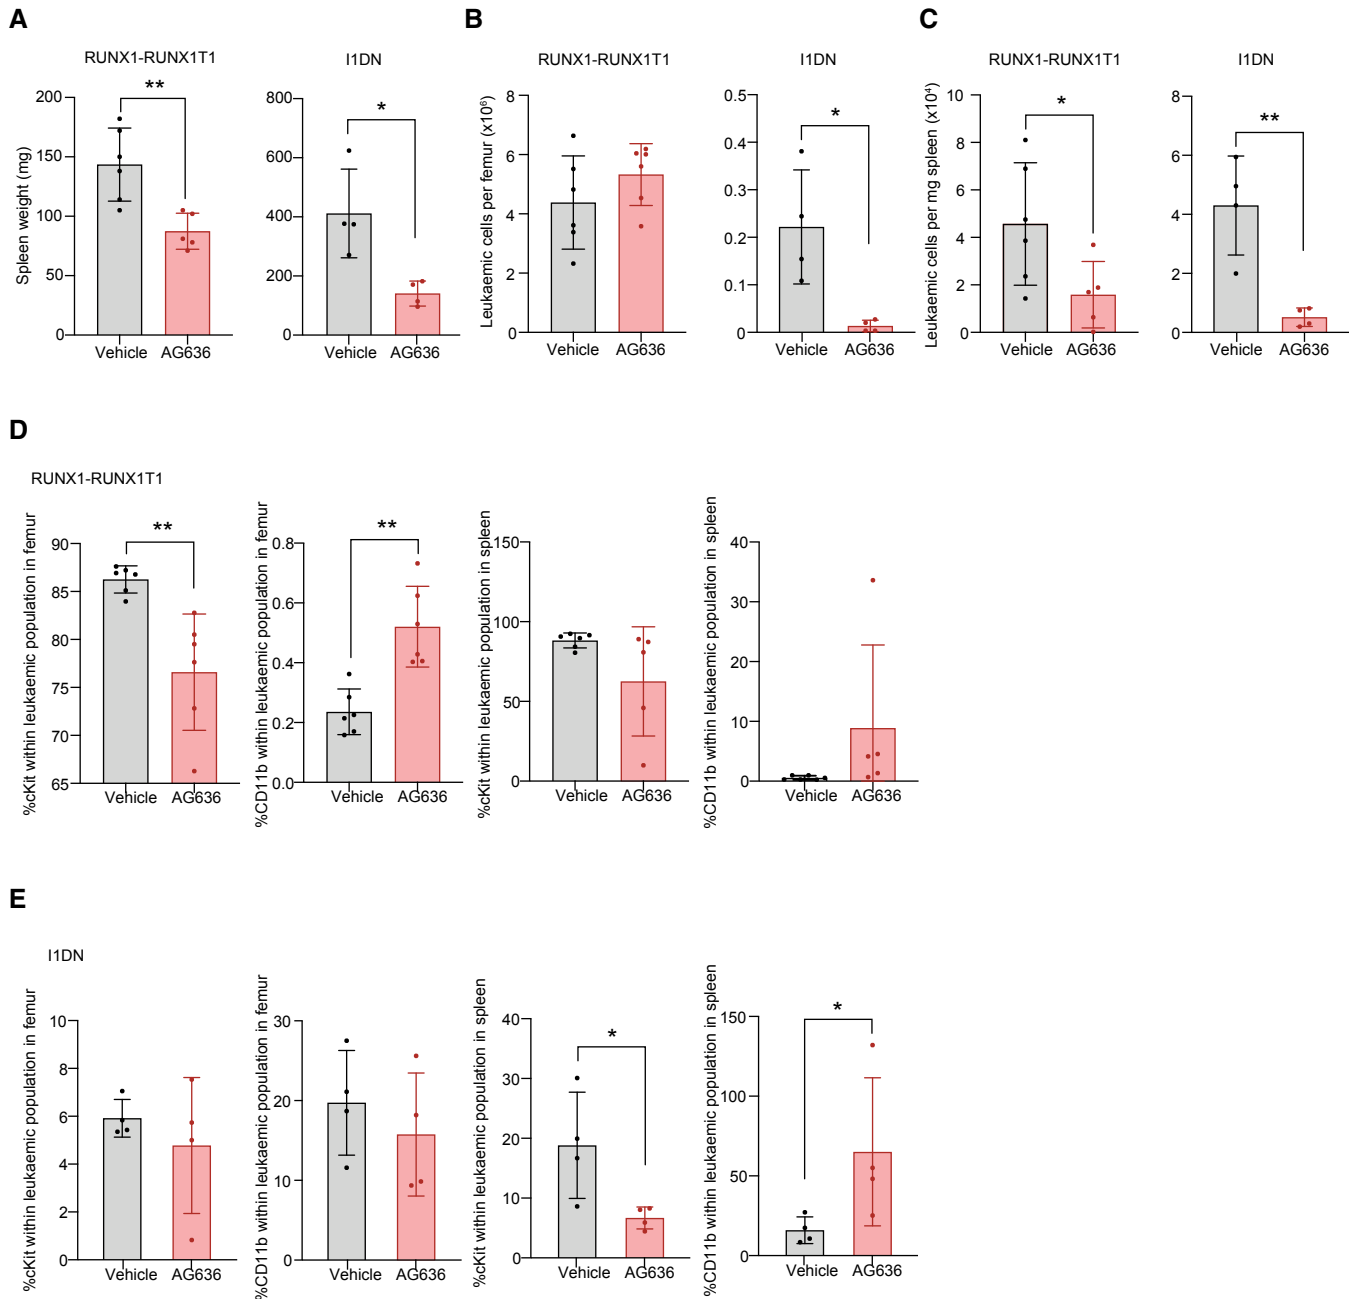 A
B
C
RUNX1-RUNX1T1
I1DN
RUNX1-RUNX1T1
I1DN
RUNX1-RUNX1T1
I1DN
Spleen weight (mg)
200
150
100
50
0
**
Vehicle
AG636
800
600
400
200
0
*
Vehicle
AG636
Leukaemic cells per femur (x10⁶)
8
6
4
2
0
Vehicle
AG636
0.5
0.4
0.3
0.2
0.1
0
*
Vehicle
AG636
Leukaemic cells per mg spleen (x10⁴)
10
8
6
4
2
0
*
Vehicle
AG636
8
6
4
2
0
**
Vehicle
AG636
D
RUNX1-RUNX1T1
%cKit within leukaemic population in femur
90
85
80
75
70
65
**
Vehicle
AG636
%CD11b within leukaemic population in femur
0.8
0.6
0.4
0.2
0.0
**
Vehicle
AG636
%cKit within leukaemic population in spleen
150
100
50
0
Vehicle
AG636
%CD11b within leukaemic population in spleen
40
30
20
10
0
Vehicle
AG636
E
I1DN
%cKit within leukaemic population in femur
10
8
6
4
2
0
Vehicle
AG636
%CD11b within leukaemic population in femur
30
20
10
0
Vehicle
AG636
%cKit within leukaemic population in spleen
40
30
20
10
0
*
Vehicle
AG636
%CD11b within leukaemic population in spleen
150
100
50
0
*
Vehicle
AG636